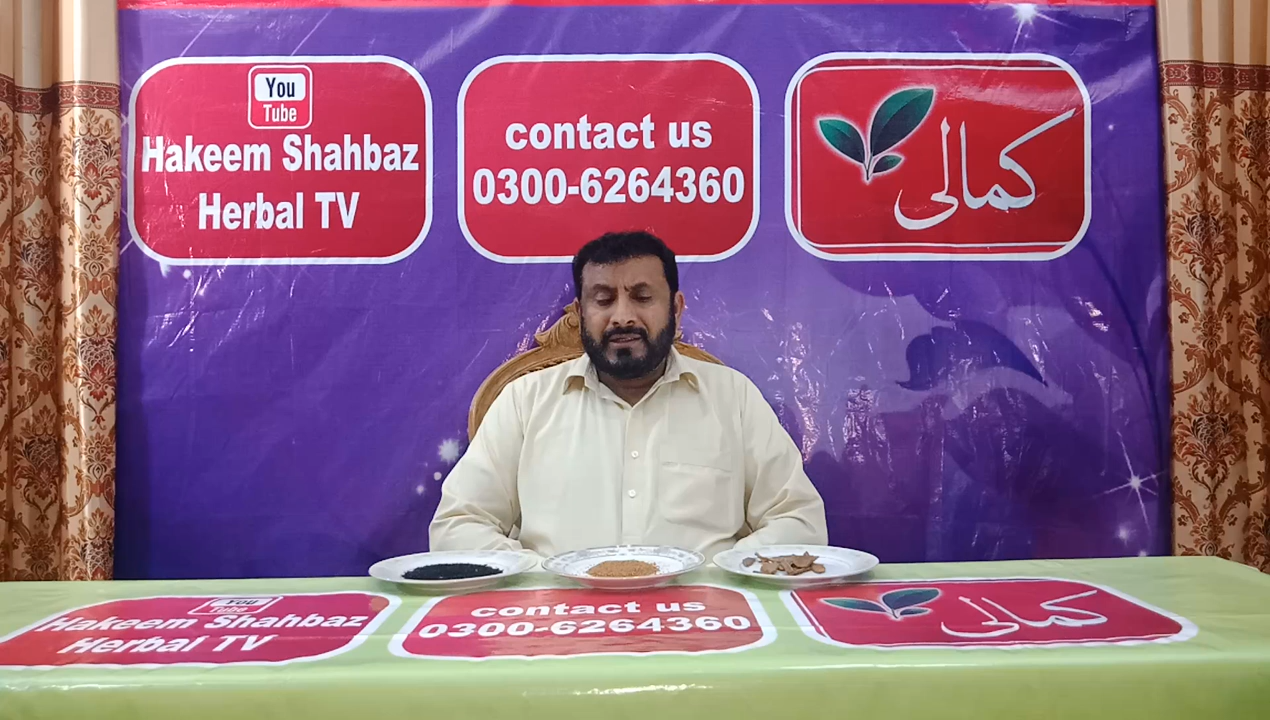 You
Tube
Hakeem Shahbaz
Herbal TV
contact us
0300-6264360
کمالی
You
Tube
Hakeem Shahbaz
Herbal TV
contact us
0300-6264360
کمالی